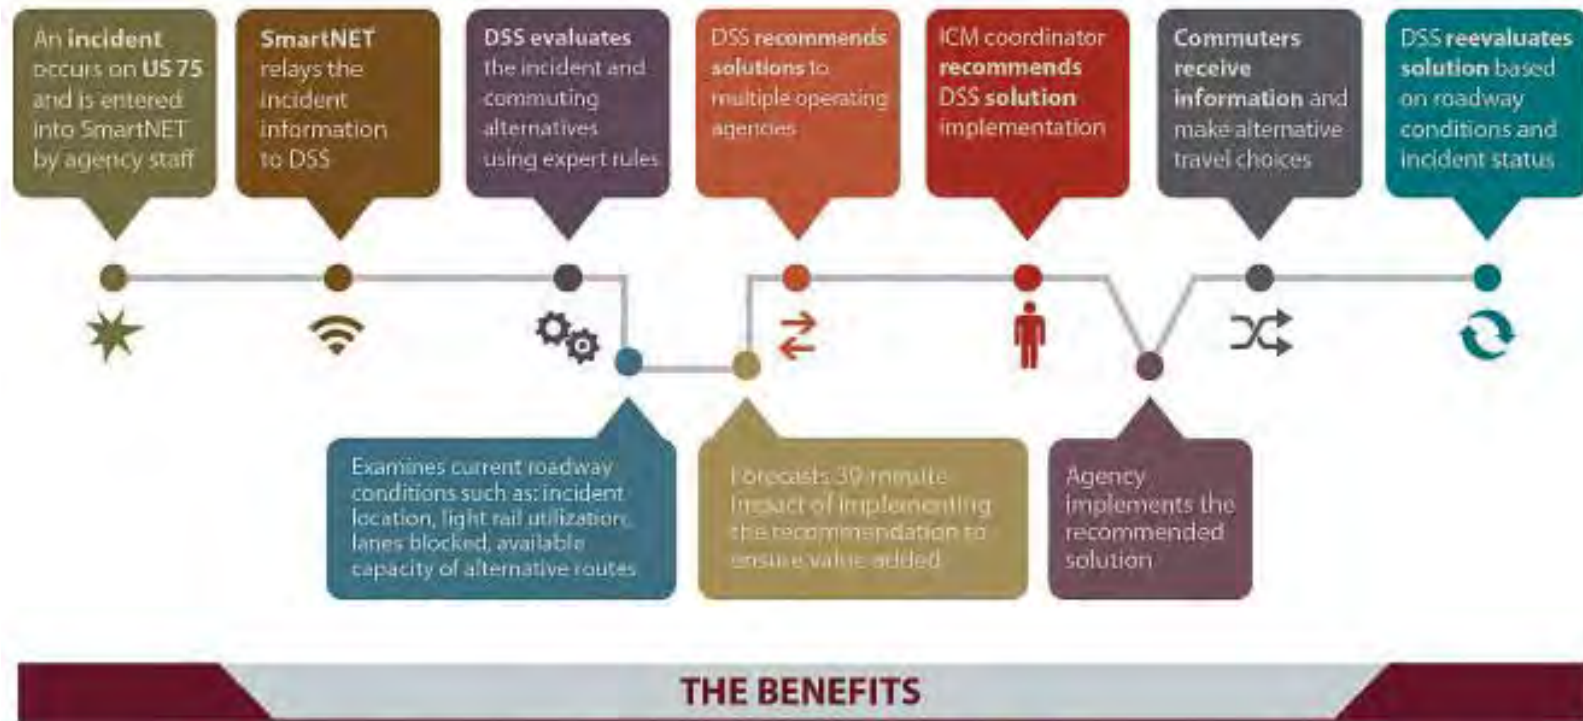 An incident
occurs on US 75
and is entered
into SmartNET
by agency staff
SmartNET
relays the
incident
information
to DSS
DSS evaluates
the incident and
commuting
alternatives
using expert rules
DSS recommends
solutions to
multiple operating
agencies
ICM coordinator
recommends
DSS solution
implementation
Commuters
receive
information and
make alternative
travel choices
DSS reevaluates
solution based
on roadway
conditions and
incident status
Examines current roadway
conditions such as: incident
location, light rail utilization,
lanes blocked, available
capacity of alternative routes
Forecasts 30-minute
impact of implementing
the recommendation to
ensure value added
Agency
implements the
recommended
solution
THE BENEFITS